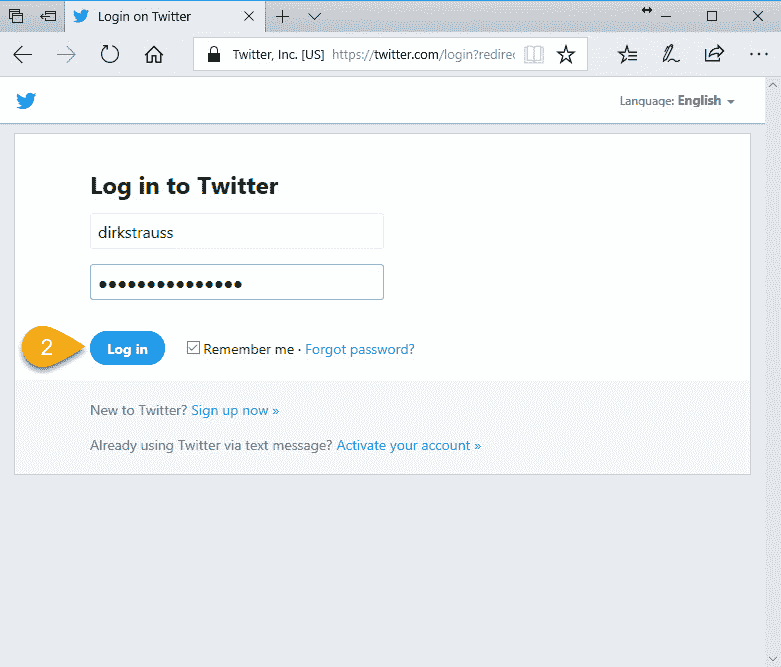 Login on Twitter
Twitter, Inc. [US] https://twitter.com/login?redirec
Language: English
Log in to Twitter
dirkstrauss
●●●●●●●●●●●●●●●
2 Log in Remember me · Forgot password?
New to Twitter? Sign up now »
Already using Twitter via text message? Activate your account »